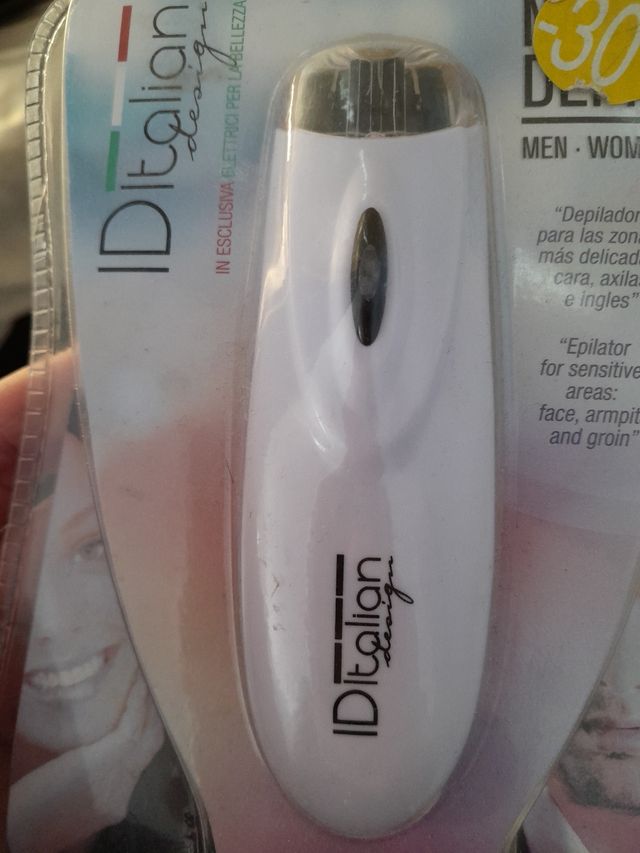 IDItalian
design
IN ESCLUSIVA ELETTRICI PER LA BELLEZZA
-30
MEN · WOM
“Depilador
para las zon
más delicad
cara, axila
e ingles”
“Epilator
for sensitive
areas:
face, armpit
and groin”
IDItalian
design